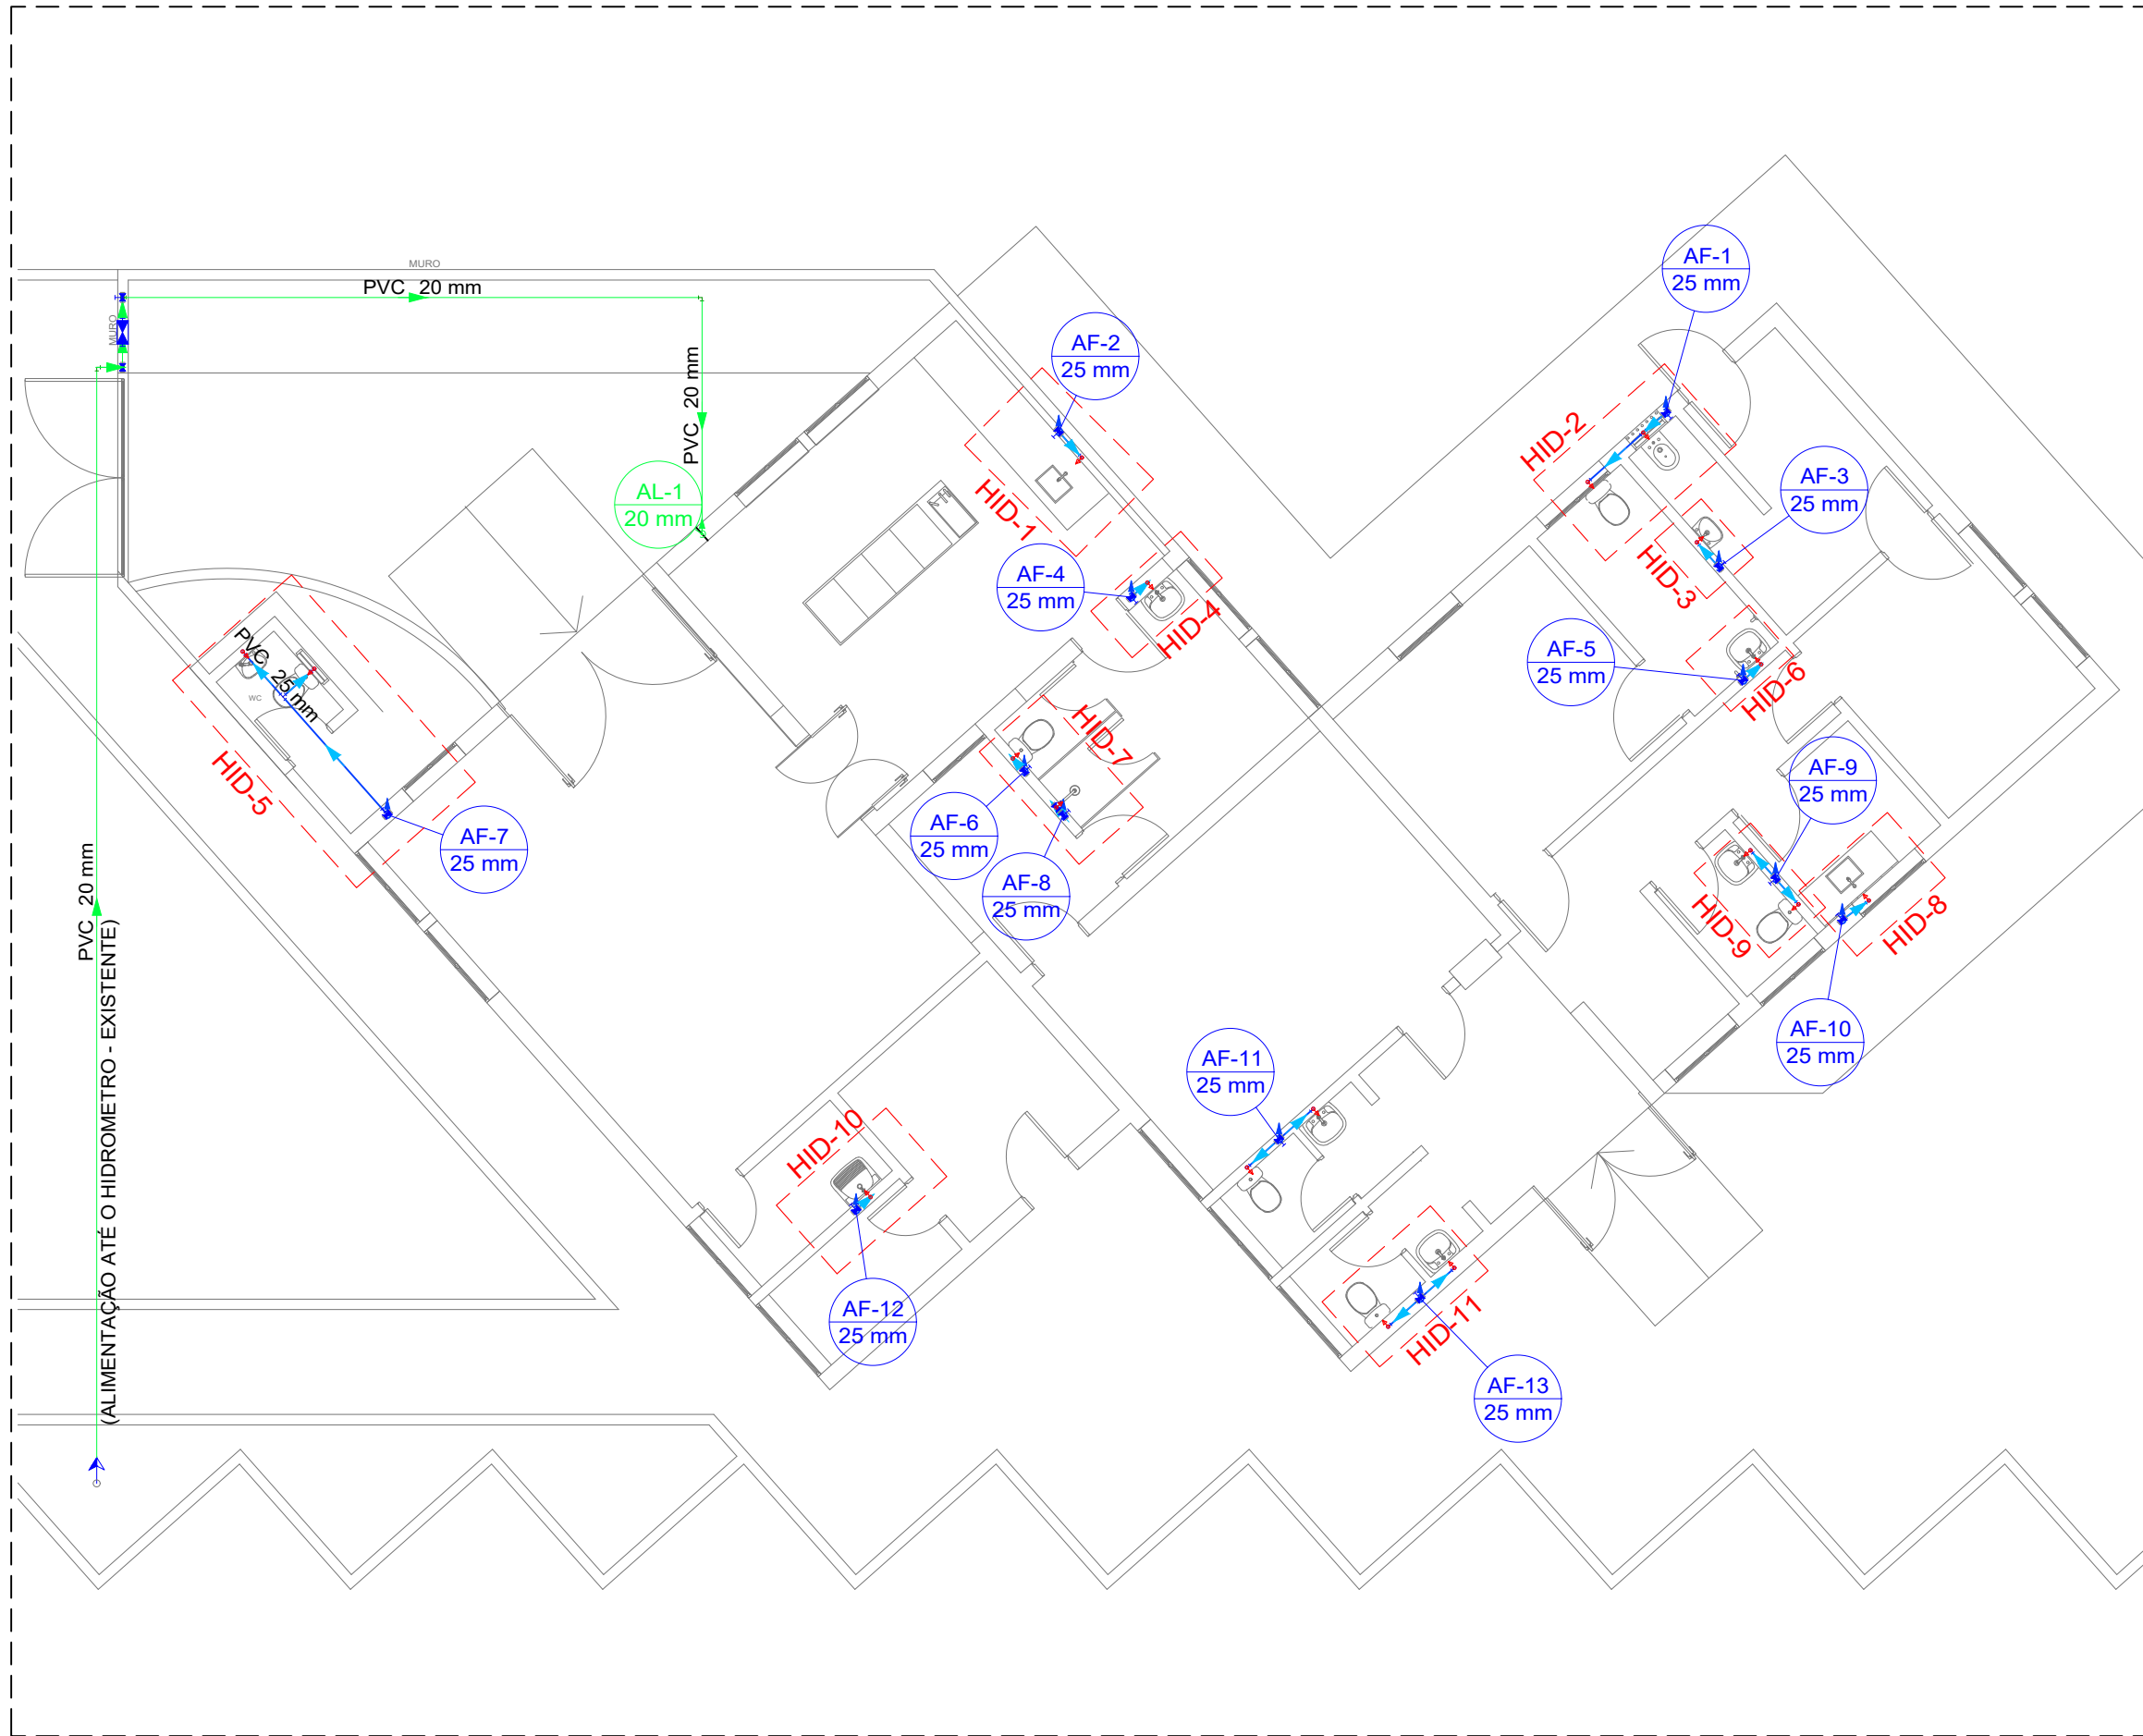 MURO
PVC  20 mm
MURO
PVC  20 mm
AL-1
20 mm
AF-2
25 mm
AF-1
25 mm
HID-1
HID-2
AF-3
25 mm
HID-3
AF-4
25 mm
HID-4
AF-5
25 mm
HID-6
PVC  25 mm
WC
HID-5
AF-7
25 mm
HID-7
AF-6
25 mm
AF-8
25 mm
AF-9
25 mm
HID-9
HID-8
AF-10
25 mm
PVC  20 mm
(ALIMENTAÇÃO ATÉ O HIDROMETRO - EXISTENTE)
AF-11
25 mm
HID-10
AF-12
25 mm
HID-11
AF-13
25 mm